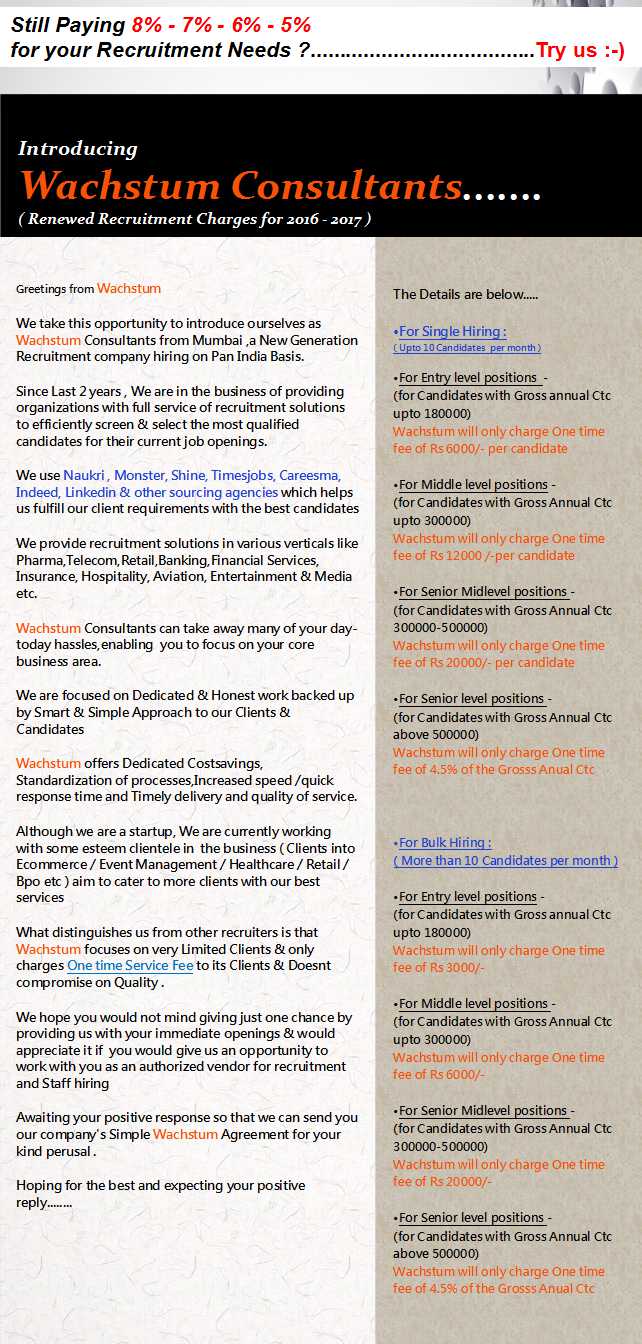 Still Paying 8% - 7% - 6% - 5%
for your Recruitment Needs ?......................................Try us :-)
Introducing
Wachstum Consultants.......
( Renewed Recruitment Charges for 2016 - 2017 )
Greetings from Wachstum
We take this opportunity to introduce ourselves as
Wachstum Consultants from Mumbai ,a New Generation
Recruitment company hiring on Pan India Basis.
Since Last 2 years , We are in the business of providing
organizations with full service of recruitment solutions
to efficiently screen & select the most qualified
candidates for their current job openings.
We use Naukri , Monster, Shine, Timesjobs, Careesma,
Indeed, Linkedin & other sourcing agencies which helps
us fulfill our client requirements with the best candidates
We provide recruitment solutions in various verticals like
Pharma,Telecom,Retail,Banking,Financial Services,
Insurance, Hospitality, Aviation, Entertainment & Media
etc.
Wachstum Consultants can take away many of your day-
today hassles,enabling you to focus on your core
business area.
We are focused on Dedicated & Honest work backed up
by Smart & Simple Approach to our Clients &
Candidates
Wachstum offers Dedicated Costsavings,
Standardization of processes,Increased speed /quick
response time and Timely delivery and quality of service.
Although we are a startup, We are currently working
with some esteem clientele in the business ( Clients into
Ecommerce / Event Management / Healthcare / Retail /
Bpo etc ) aim to cater to more clients with our best
services
What distinguishes us from other recruiters is that
Wachstum focuses on very Limited Clients & only
charges One time Service Fee to its Clients & Doesnt
compromise on Quality .
We hope you would not mind giving just one chance by
providing us with your immediate openings & would
appreciate it if you would give us an opportunity to
work with you as an authorized vendor for recruitment
and Staff hiring
Awaiting your positive response so that we can send you
our company's Simple Wachstum Agreement for your
kind perusal .
Hoping for the best and expecting your positive
reply........
The Details are below.....
•For Single Hiring :
( Upto 10 Candidates per month )
•For Entry level positions -
(for Candidates with Gross annual Ctc
upto 180000)
Wachstum will only charge One time
fee of Rs 6000/- per candidate
•For Middle level positions -
(for Candidates with Gross Annual Ctc
upto 300000)
Wachstum will only charge One time
fee of Rs 12000 /-per candidate
•For Senior Midlevel positions -
(for Candidates with Gross Annual Ctc
300000-500000)
Wachstum will only charge One time
fee of Rs 20000/- per candidate
•For Senior level positions -
(for Candidates with Gross Annual Ctc
above 500000)
Wachstum will only charge One time
fee of 4.5% of the Grosss Anual Ctc
•For Bulk Hiring :
( More than 10 Candidates per month )
•For Entry level positions -
(for Candidates with Gross annual Ctc
upto 180000)
Wachstum will only charge One time
fee of Rs 3000/-
•For Middle level positions -
(for Candidates with Gross Annual Ctc
upto 300000)
Wachstum will only charge One time
fee of Rs 6000/-
•For Senior Midlevel positions -
(for Candidates with Gross Annual Ctc
300000-500000)
Wachstum will only charge One time
fee of Rs 20000/-
•For Senior level positions -
(for Candidates with Gross Annual Ctc
above 500000)
Wachstum will only charge One time
fee of 4.5% of the Grosss Anual Ctc